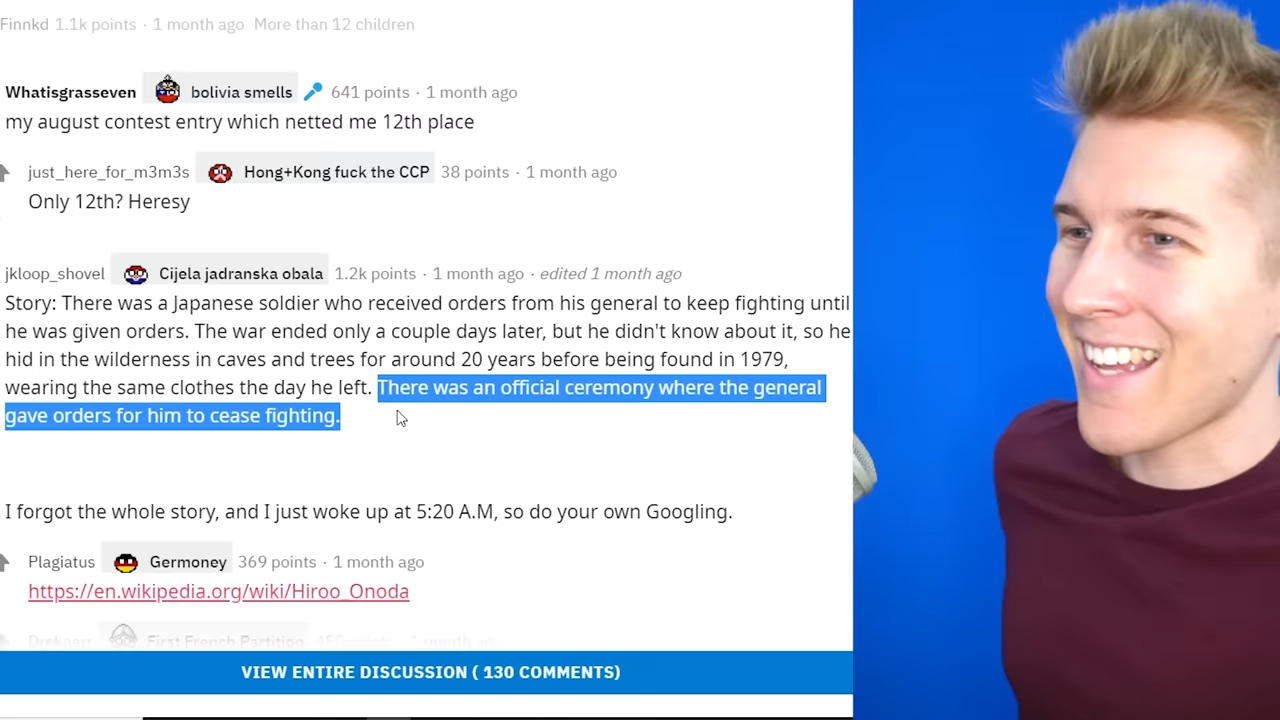 Finnkd 1.1k points · 1 month ago More than 12 children
Whatisgrasseven bolivia smells 641 points · 1 month ago
my august contest entry which netted me 12th place
just_here_for_m3m3s Hong+Kong fuck the CCP 38 points · 1 month ago
Only 12th? Heresy
jkloop_shovel Cijela jadranska obala 1.2k points · 1 month ago · edited 1 month ago
Story: There was a Japanese soldier who received orders from his general to keep fighting until
he was given orders. The war ended only a couple days later, but he didn't know about it, so he
hid in the wilderness in caves and trees for around 20 years before being found in 1979,
wearing the same clothes the day he left. There was an official ceremony where the general
gave orders for him to cease fighting.
I forgot the whole story, and I just woke up at 5:20 A.M, so do your own Googling.
Plagiatus Germoney 369 points · 1 month ago
https://en.wikipedia.org/wiki/Hiroo_Onoda
First French Partition
VIEW ENTIRE DISCUSSION ( 130 COMMENTS)